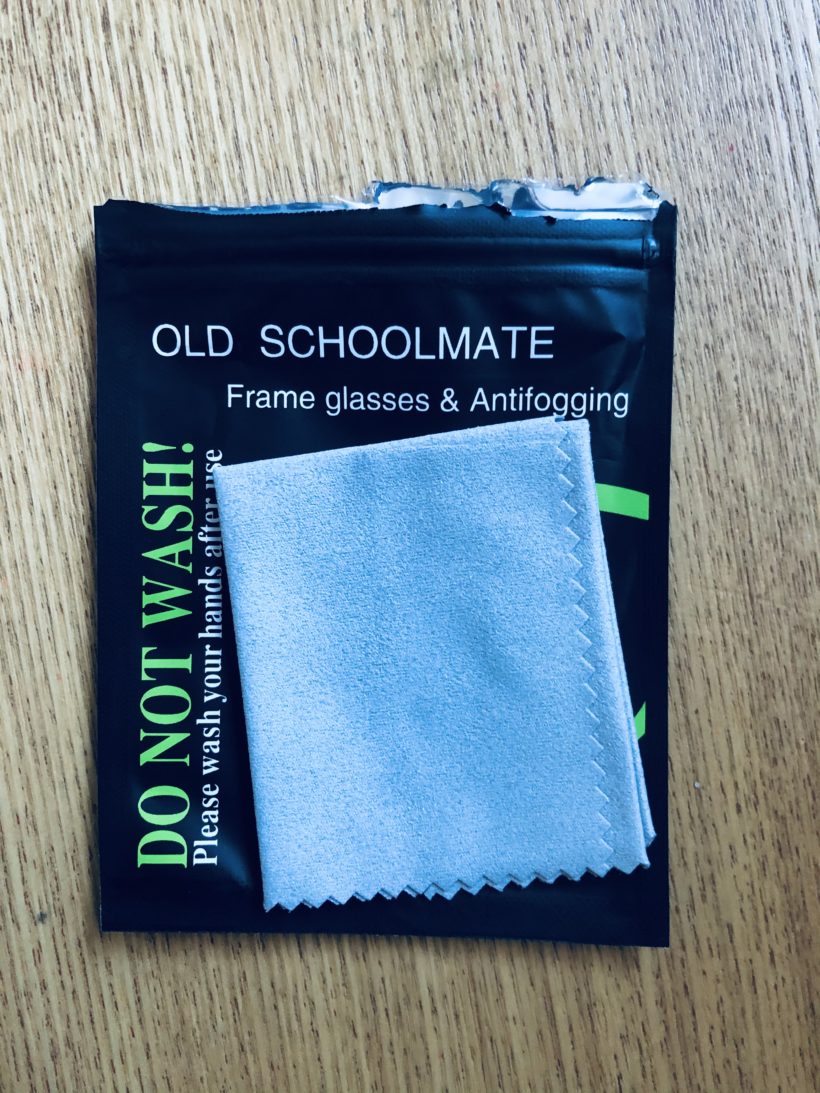 OLD SCHOOLMATE
Frame glasses & Antifogging
DO NOT WASH!
Please wash your hands after use